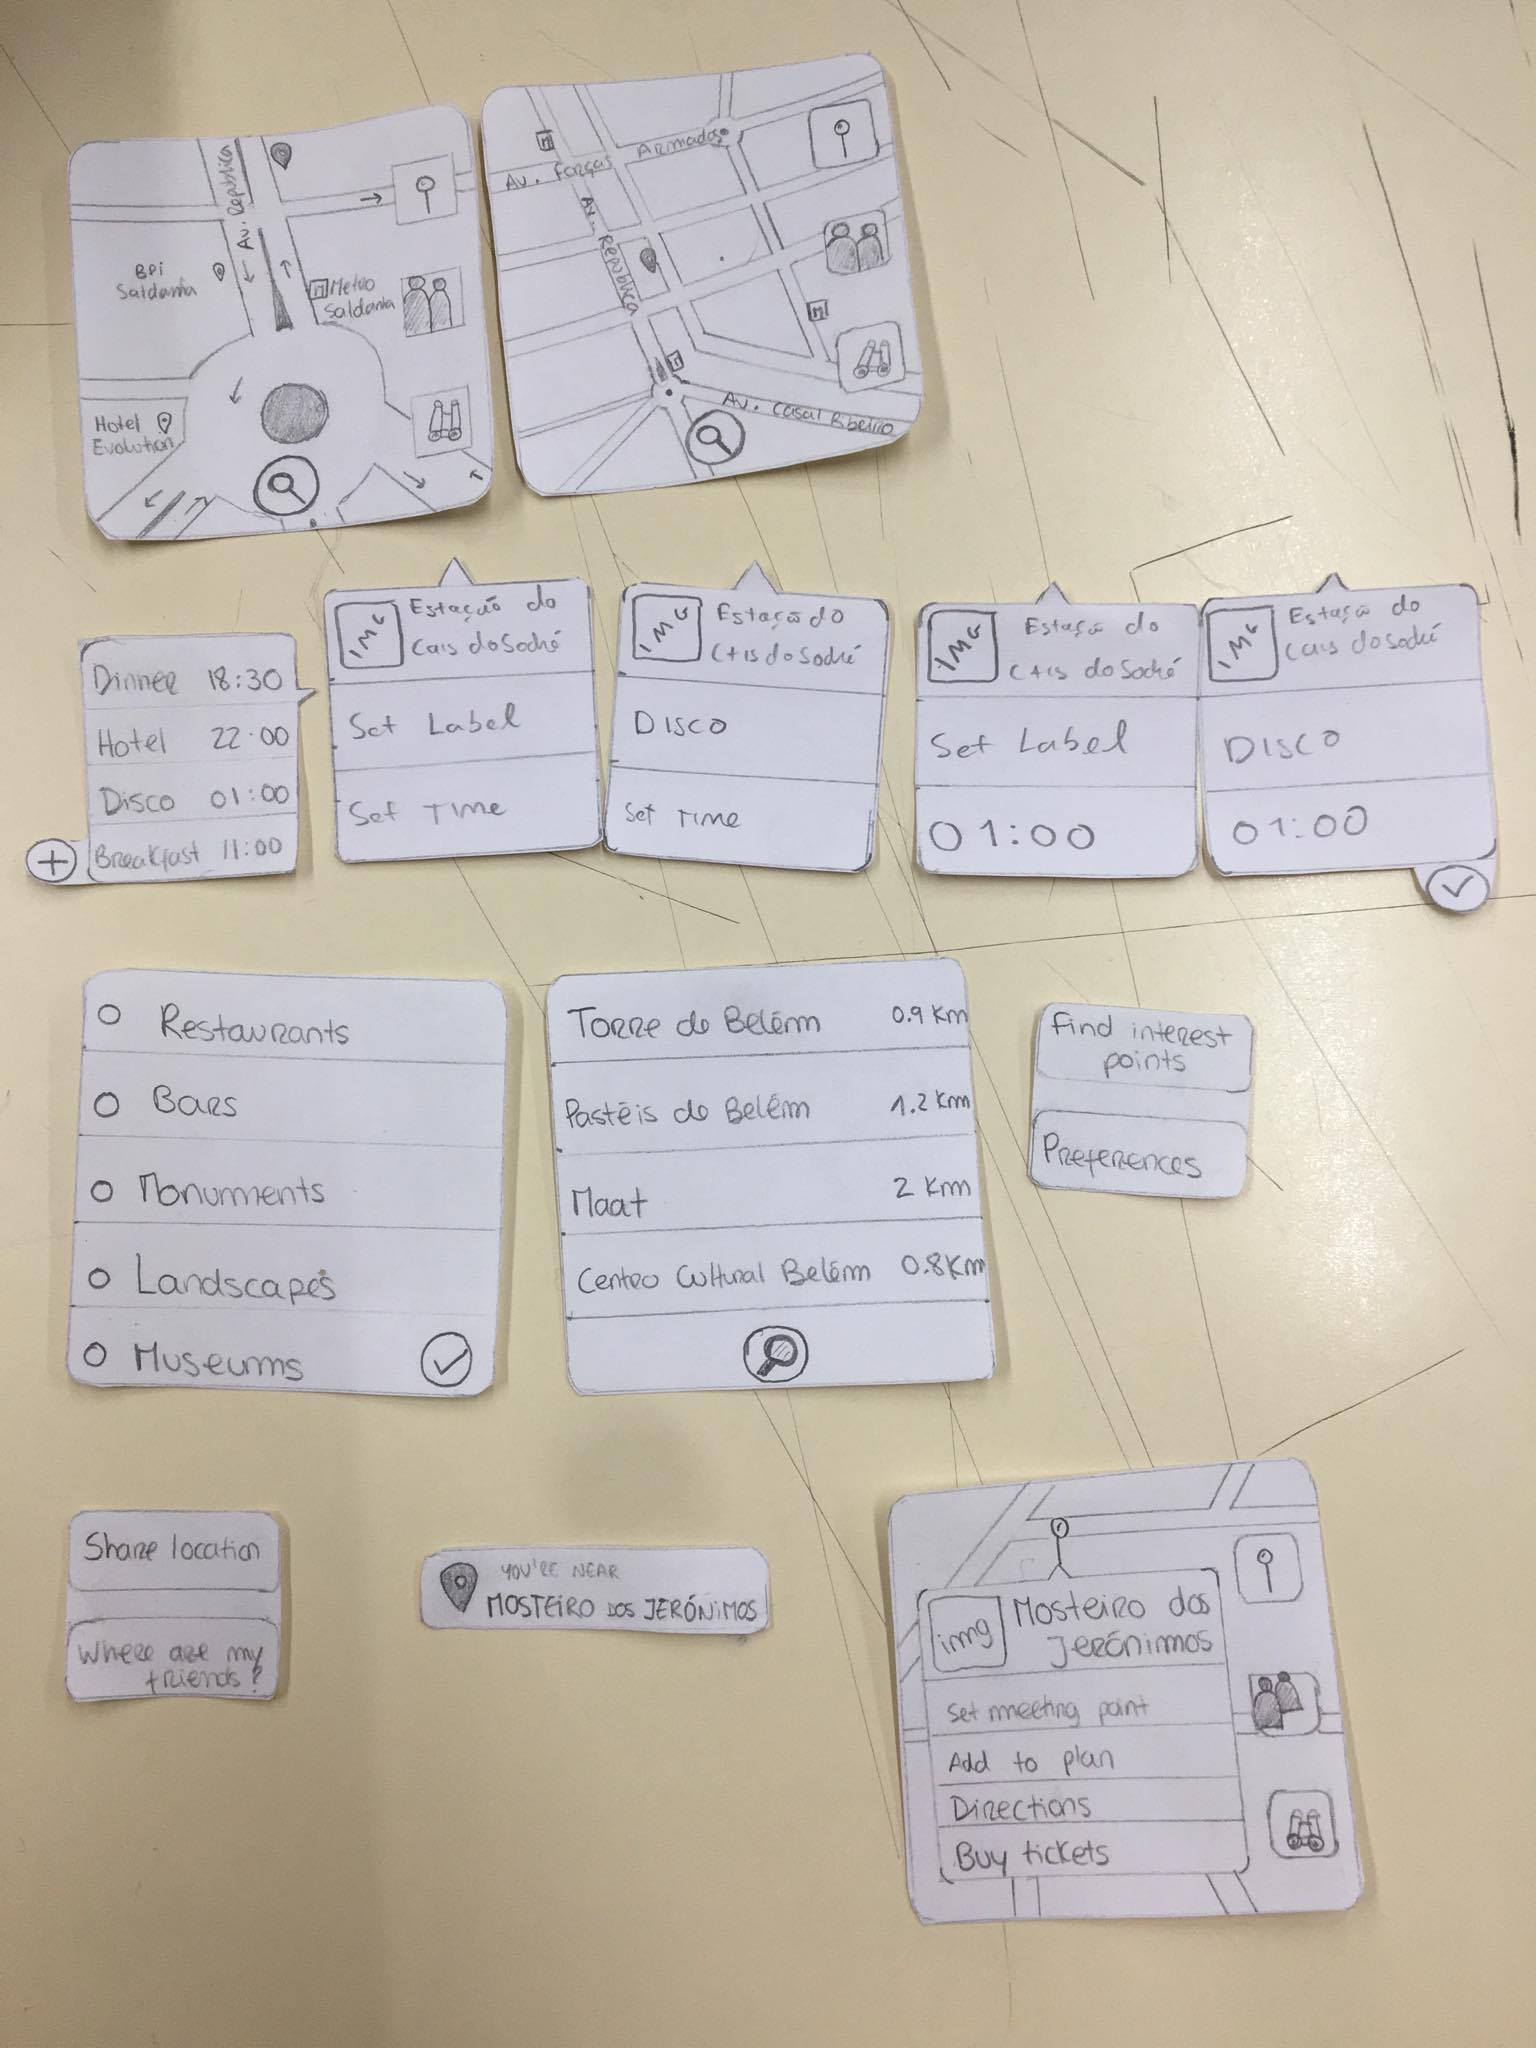 Av. República
BPi
Saldanha
M Metro
Saldanha
Hotel
Evolution
M
Av. Forças Armadas
Av. República
M
M
Av. Casal Ribeiro
Dinner 18:30
Hotel 22:00
Disco 01:00
Breakfast 11:00
IMG
Estação do
Cais do Sodré
Set Label
Set Time
IMG
Estação do
Cais do Sodré
Disco
Set Time
IMG
Estação do
Cais do Sodré
Set Label
01:00
IMG
Estação do
Cais do Sodré
Disco
01:00
Restaurants
Bars
Monuments
Landscapes
Museums
Torre de Belém 0.9 Km
Pastéis de Belém 1.2 Km
Maat 2 Km
Centro Cultural Belém 0.8 Km
Find interest
points
Preferences
Share location
Where are my
friends?
YOU'RE NEAR
MOSTEIRO DOS JERÓNIMOS
img
Mosteiro dos
Jerónimos
Set meeting point
Add to plan
Directions
Buy tickets